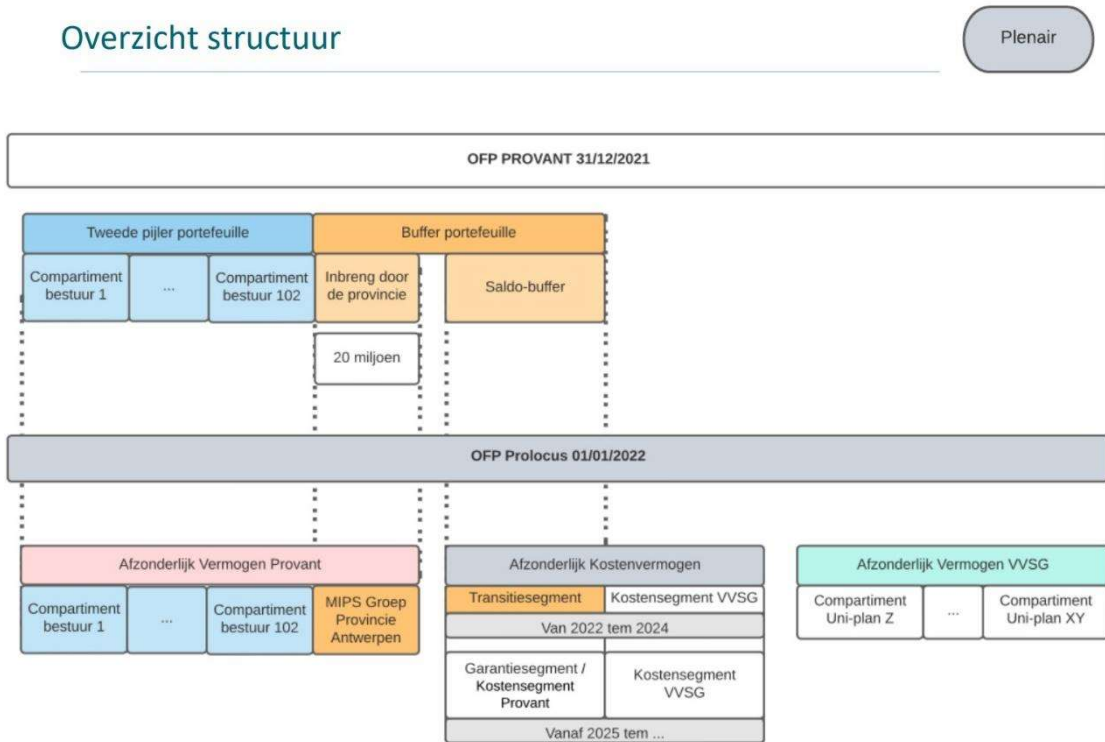 Overzicht structuur
Plenair
OFP PROVANT 31/12/2021
Tweede pijler portefeuille
Buffer portefeuille
Compartiment
bestuur 1
...
Compartiment
bestuur 102
Inbreng door
de provincie
Saldo-buffer
20 miljoen
OFP Prolocus 01/01/2022
Afzonderlijk Vermogen Provant
Afzonderlijk Kostenvermogen
Afzonderlijk Vermogen VVSG
Compartiment
bestuur 1
...
Compartiment
bestuur 102
MIPS Groep
Provincie
Antwerpen
Transitiesegment
Kostensegment VVSG
Van 2022 tem 2024
Garantiesegment /
Kostensegment
Provant
Kostensegment
VVSG
Vanaf 2025 tem ...
Compartiment
Uni-plan Z
...
Compartiment
Uni-plan XY